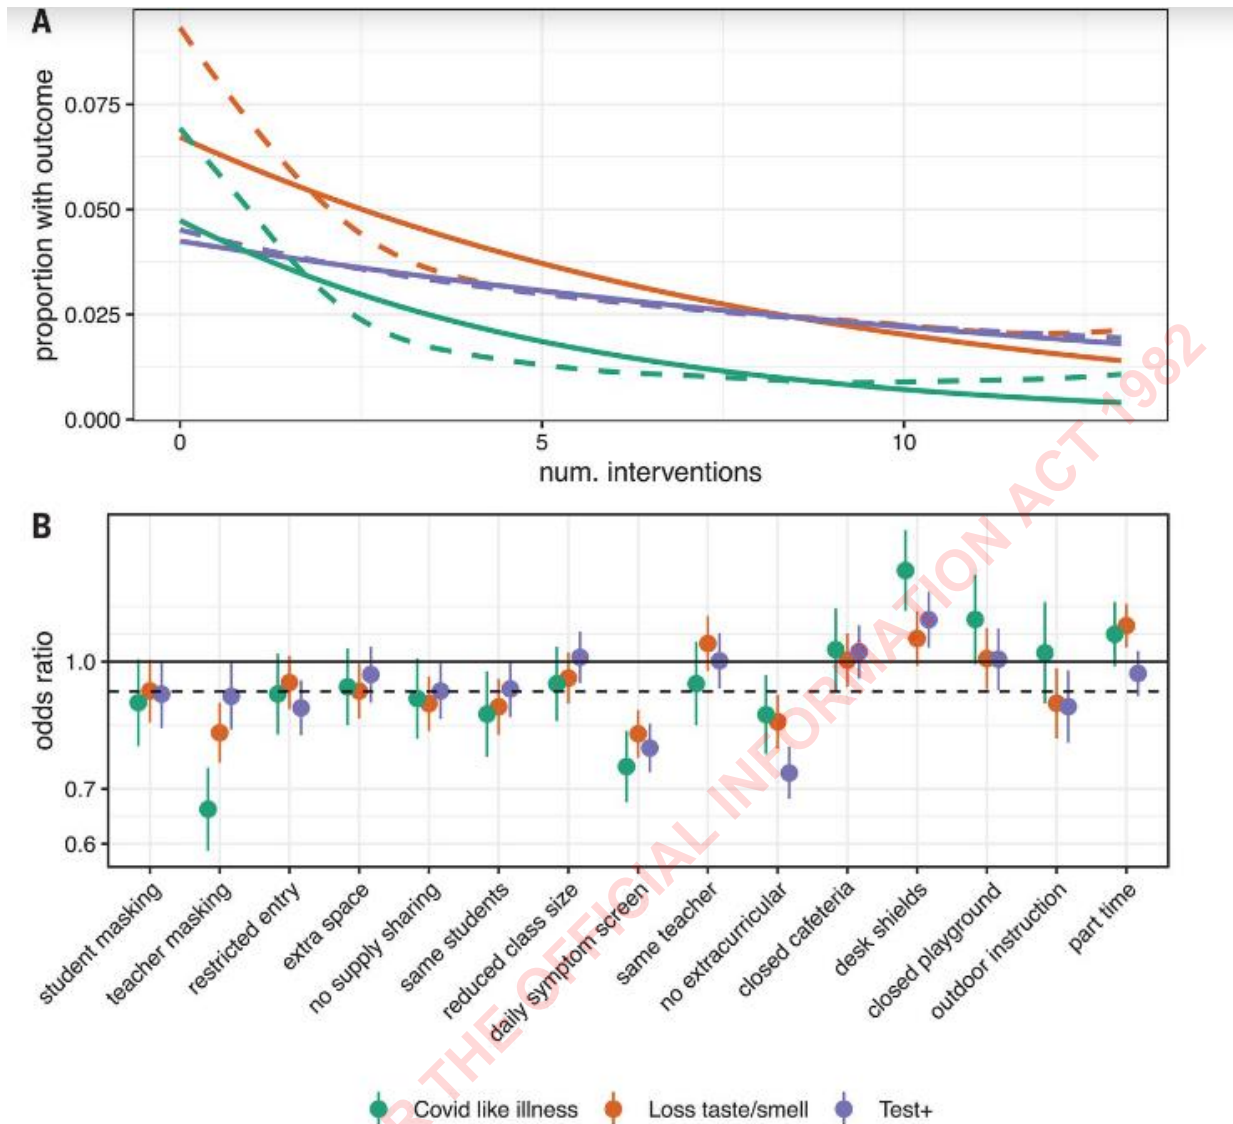 A
proportion with outcome
0.075
0.050
0.025
0.000
0
5
10
num. interventions
B
odds ratio
1.0
0.7
0.6
student masking
teacher masking
restricted entry
extra space
no supply sharing
same students
reduced class size
daily symptom screen
same teacher
no extracurricular
closed cafeteria
desk shields
closed playground
outdoor instruction
part time
Covid like illness
Loss taste/smell
Test+
R THE OFFICIAL INFORMATION ACT 1982